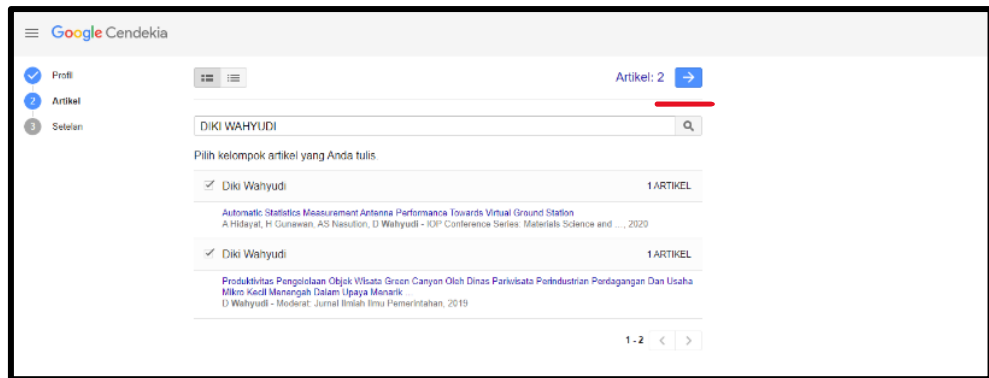 Google Cendekia
Profil
2 Artikel
3 Setelan
Artikel: 2
DIKI WAHYUDI
Pilih kelompok artikel yang Anda tulis.
Diki Wahyudi 1 ARTIKEL
Automatic Statistics Measurement Antenna Performance Towards Virtual Ground Station
A Hidayat, H Gunawan, AS Nasution, D Wahyudi - IOP Conference Series: Materials Science and ..., 2020
Diki Wahyudi 1 ARTIKEL
Produktivitas Pengelolaan Objek Wisata Green Canyon Oleh Dinas Pariwisata Perindustrian Perdagangan Dan Usaha
Mikro Kecil Menengah Dalam Upaya Menarik ...
D Wahyudi - Moderat: Jurnal Ilmiah Ilmu Pemerintahan, 2019
1 - 2